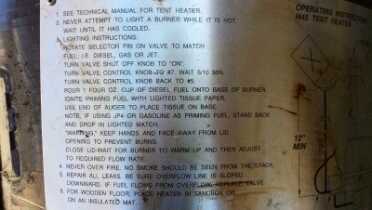 1. SEE TECHNICAL MANUAL FOR TENT HEATER.
2. NEVER ATTEMPT TO LIGHT A BURNER WHILE IT IS HOT.
WAIT UNTIL IT HAS COOLED.
3. LIGHTING INSTRUCTIONS:
ROTATE SELECTOR PIN ON VALVE TO MATCH
FUEL, I.E. DIESEL, GAS OR JET.
TURN VALVE SHUT OFF KNOB TO "ON".
TURN VALVE CONTROL KNOB WAIT 5/10
TURN VALVE CONTROL KNOB BACK TO
POUR 1 FOUR OZ. CUP OF DIESEL FUEL ONTO BASE OF BURNER
IGNITE PRIMING FUEL WITH LIGHTED TISSUE PAPER.
USE END OF AUGER TO PLACE TISSUE ON BASE.
NOTE, IF USING JP4 OR GASOLINE AS PRIMING FUEL, STAND BACK
AND DROP IN LIGHTED MATCH.
"WARNING", KEEP HANDS AND FACE AWAY FROM LID
OPENING TO PREVENT BURNS.
CLOSE LID-WAIT FOR BURNER TO WARM UP AND THEN ADJUST
TO REQUIRED FLOW RATE.
4. NEVER OVER FIRE. NO SMOKE SHOULD BE SEEN FROM THE STACK.
5. REPAIR ALL LEAKS. BE SURE OVERFLOW LINE IS SLOPED
DOWNWARD. IF FUEL FLOWS FROM OVERFLOW, REPLACE VALVE
6. FOR WOODEN FLOOR, PLACE HEATER IN SANDBOX, OR
ON AN INSULATED MAT.
OPERATING INSTRUCTIO
HAS TENT HEATER
12"
MIN